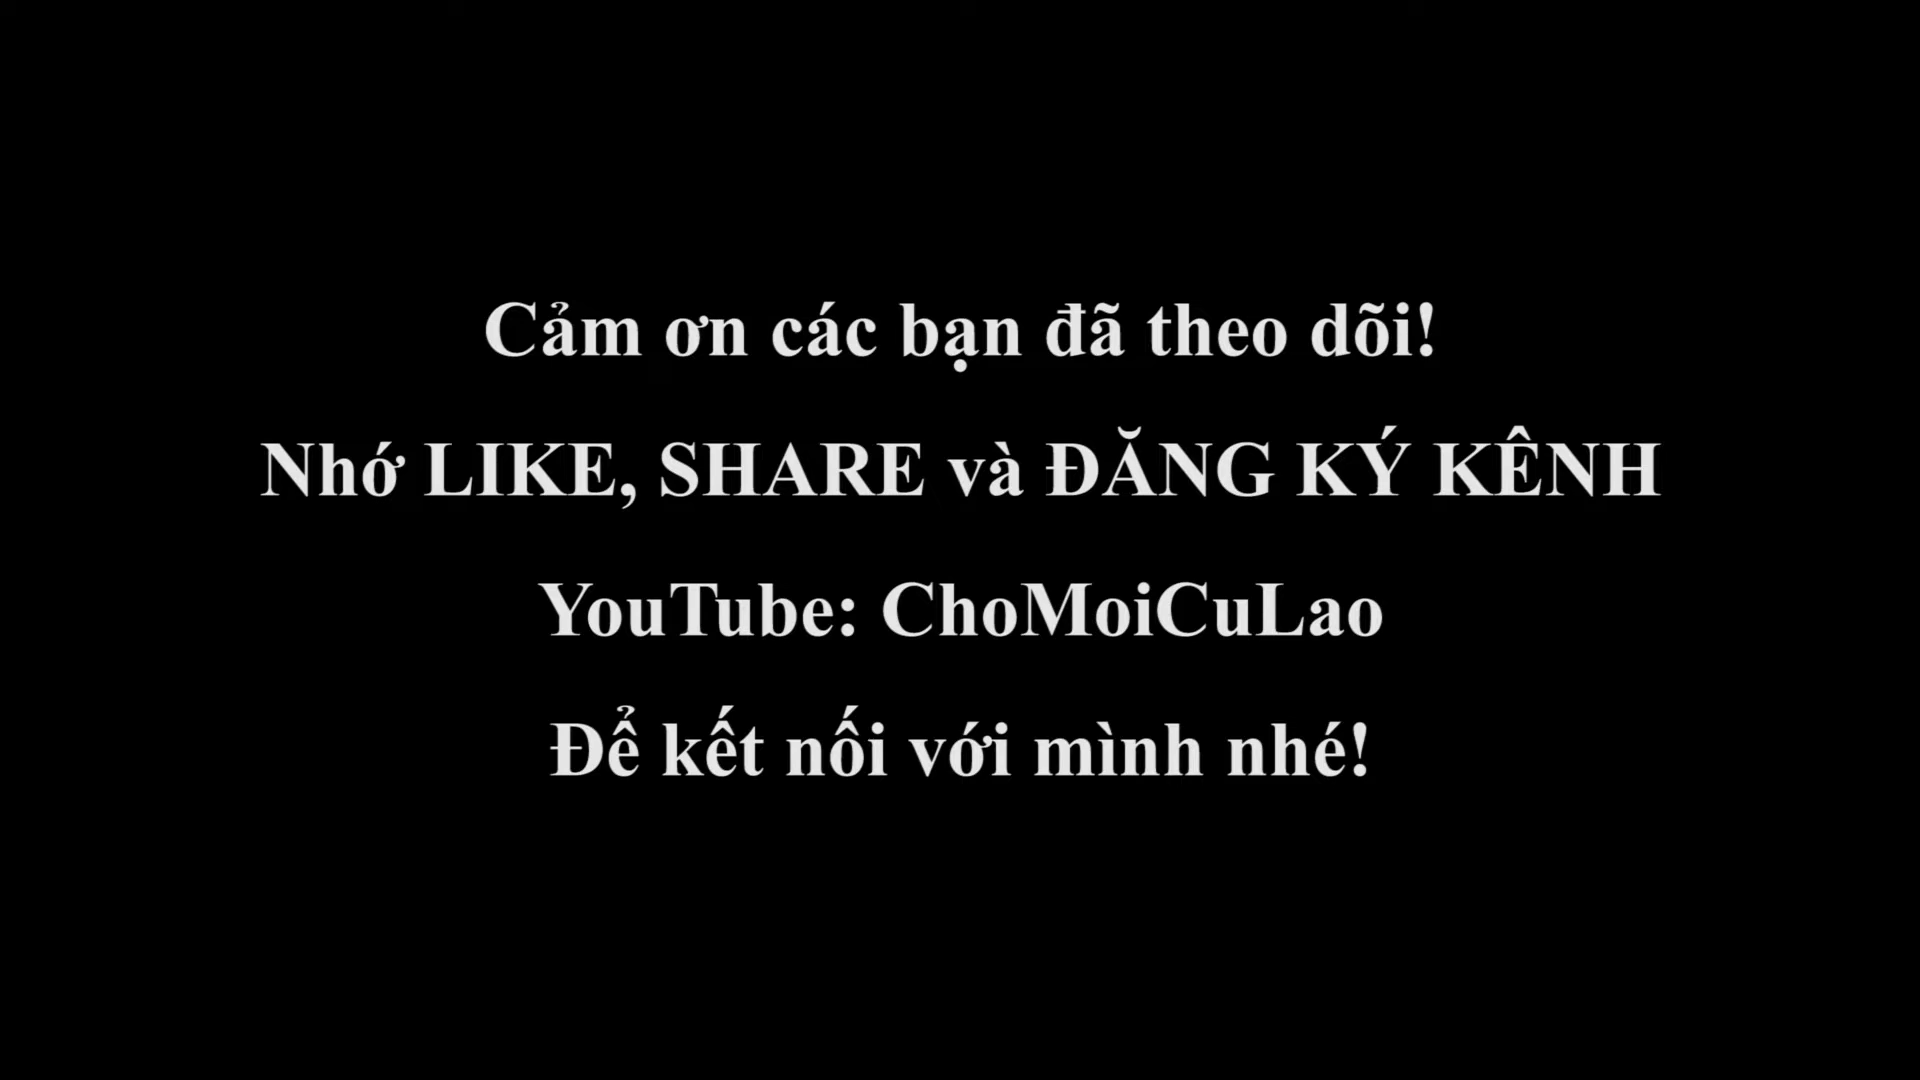 Cảm ơn các bạn đã theo dõi!
Nhớ LIKE, SHARE và ĐĂNG KÝ KÊNH
YouTube: ChoMoiCuLao
Để kết nối với mình nhé!